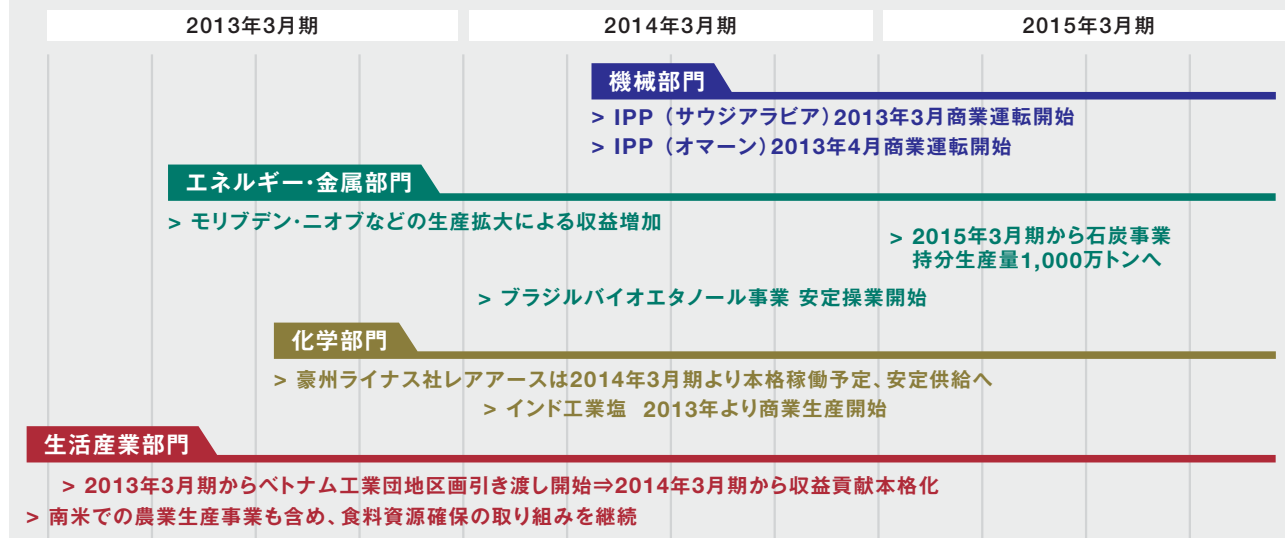 2013年3月期
2014年3月期
2015年3月期
機械部門
> IPP（サウジアラビア）2013年3月商業運転開始
> IPP（オマーン）2013年4月商業運転開始
エネルギー・金属部門
> モリブデン・ニオブなどの生産拡大による収益増加
> 2015年3月期から石炭事業
持分生産量1,000万トンへ
> ブラジルバイオエタノール事業 安定操業開始
化学部門
> 豪州ライナス社レアアースは2014年3月期より本格稼働予定、安定供給へ
> インド工業塩 2013年より商業生産開始
生活産業部門
> 2013年3月期からベトナム工業団地区画引き渡し開始⇒2014年3月期から収益貢献本格化
> 南米での農業生産事業も含め、食料資源確保の取り組みを継続